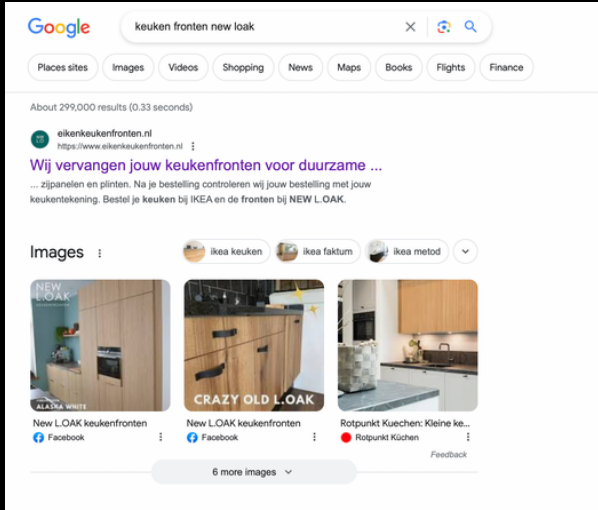 Google
keuken fronten new loak
Places sites
Images
Videos
Shopping
News
Maps
Books
Flights
Finance
About 299,000 results (0.33 seconds)
eikenkeukenfronten.nl
https://www.eikenkeukenfronten.nl
Wij vervangen jouw keukenfronten voor duurzame ...
... zijpanelen en plinten. Na je bestelling controleren wij jouw bestelling met jouw
keukentekening. Bestel je keuken bij IKEA en de fronten bij NEW L.OAK.
Images
ikea keuken
ikea faktum
ikea metod
NEW
L.OAK
ALASKA WHITE
CRAZY OLD L.OAK
New L.OAK keukenfronten
Facebook
New L.OAK keukenfronten
Facebook
Rotpunkt Kuechen: Kleine ke...
Rotpunkt Küchen
Feedback
6 more images